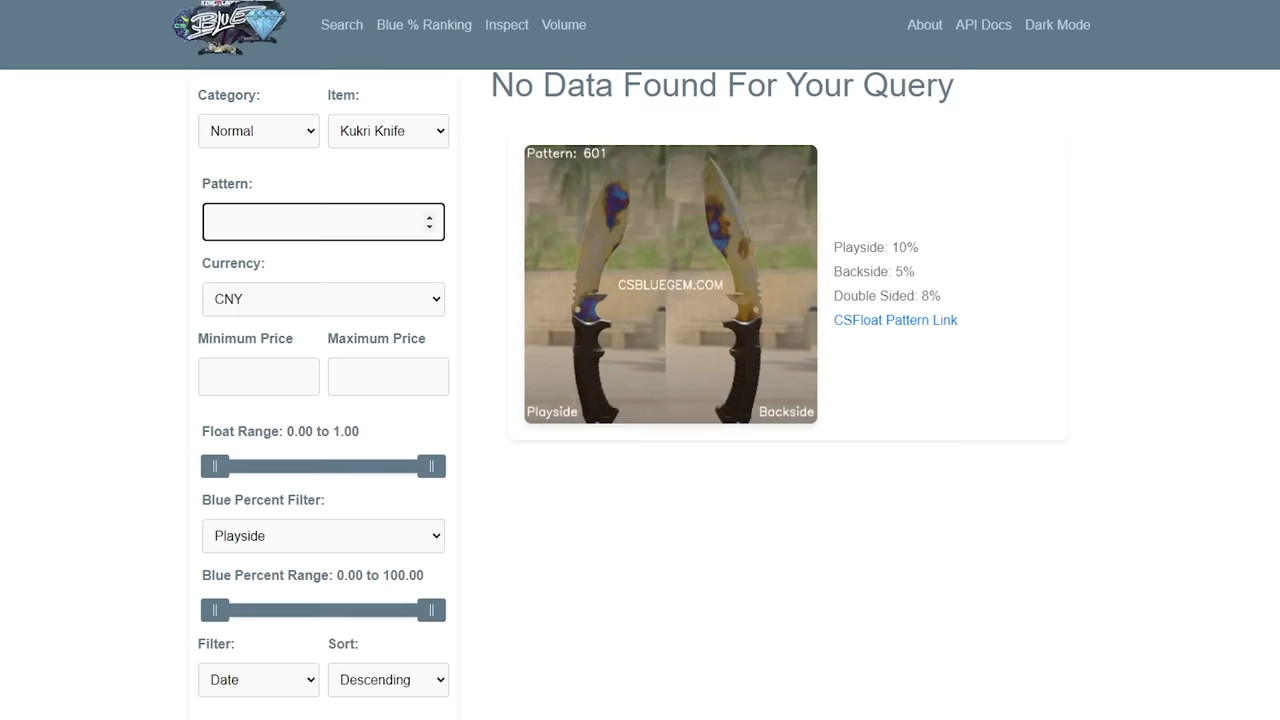 BLUE
Search Blue % Ranking Inspect Volume
About API Docs Dark Mode
Category: Item:
Normal Kukri Knife
Pattern:
Currency:
CNY
Minimum Price Maximum Price
Float Range: 0.00 to 1.00
Blue Percent Filter:
Playside
Blue Percent Range: 0.00 to 100.00
Filter: Sort:
Date Descending
No Data Found For Your Query
Pattern: 601
CSBLUEGEM.COM
Playside Backside
Playside: 10%
Backside: 5%
Double Sided: 8%
CSFloat Pattern Link